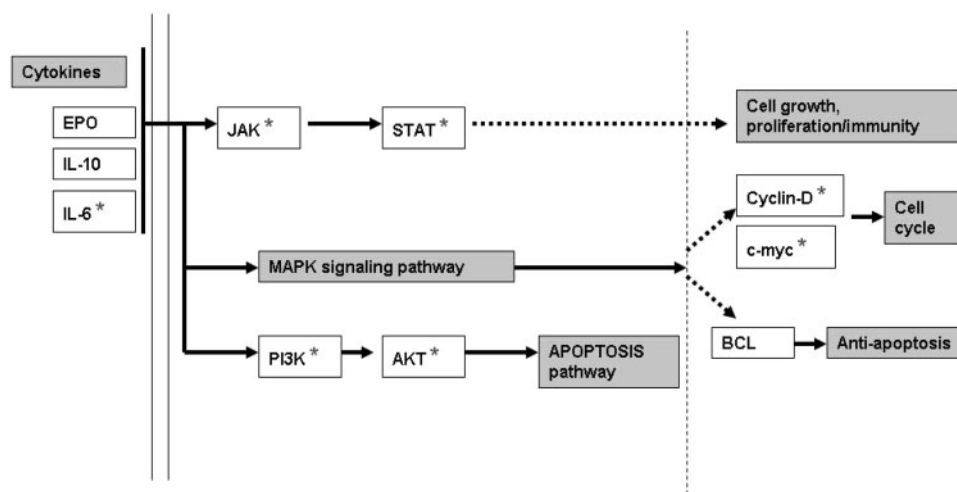 Cytokines
EPO
IL-10
IL-6 *
JAK *
STAT *
Cell growth,
proliferation/immunity
Cyclin-D *
c-myc *
Cell
cycle
MAPK signaling pathway
BCL
Anti-apoptosis
PI3K *
AKT *
APOPTOSIS
pathway